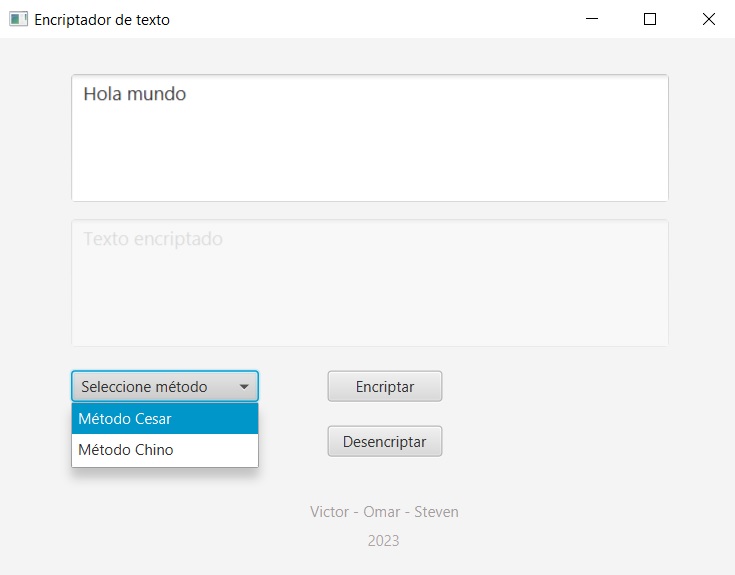 Encriptador de texto
Hola mundo
Texto encriptado
Seleccione método
Encriptar
Método Cesar
Método Chino
Desencriptar
Victor - Omar - Steven
2023